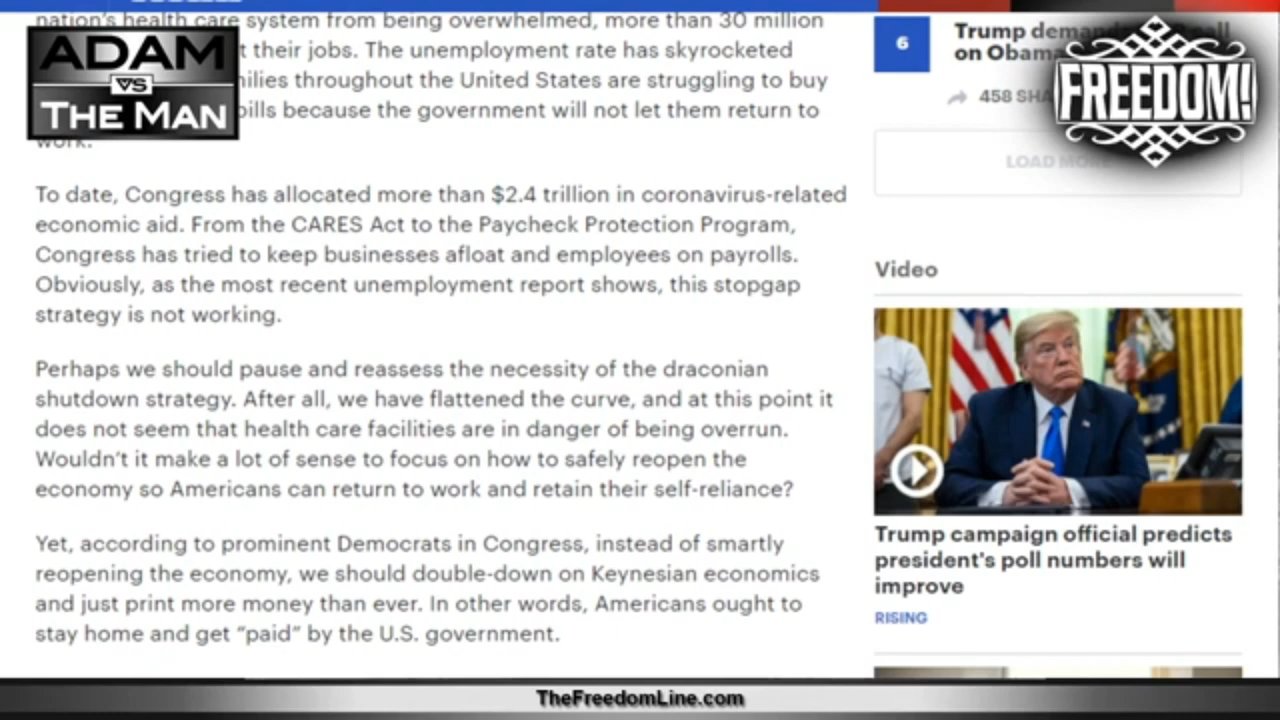 nation's health care system from being overwhelmed, more than 30 million
t their jobs. The unemployment rate has skyrocketed
nilies throughout the United States are struggling to buy
bills because the government will not let them return to
work.
To date, Congress has allocated more than $2.4 trillion in coronavirus-related
economic aid. From the CARES Act to the Paycheck Protection Program,
Congress has tried to keep businesses afloat and employees on payrolls.
Obviously, as the most recent unemployment report shows, this stopgap
strategy is not working.
Perhaps we should pause and reassess the necessity of the draconian
shutdown strategy. After all, we have flattened the curve, and at this point it
does not seem that health care facilities are in danger of being overrun.
Wouldn't it make a lot of sense to focus on how to safely reopen the
economy so Americans can return to work and retain their self-reliance?
Yet, according to prominent Democrats in Congress, instead of smartly
reopening the economy, we should double-down on Keynesian economics
and just print more money than ever. In other words, Americans ought to
stay home and get “paid” by the U.S. government.
ADAM
VS
THE MAN
6
Trump
on Obama
458 SHA
LOAD MORE
FREEDOM!
Video
Trump campaign official predicts
president's poll numbers will
improve
RISING
TheFreedomLine.com